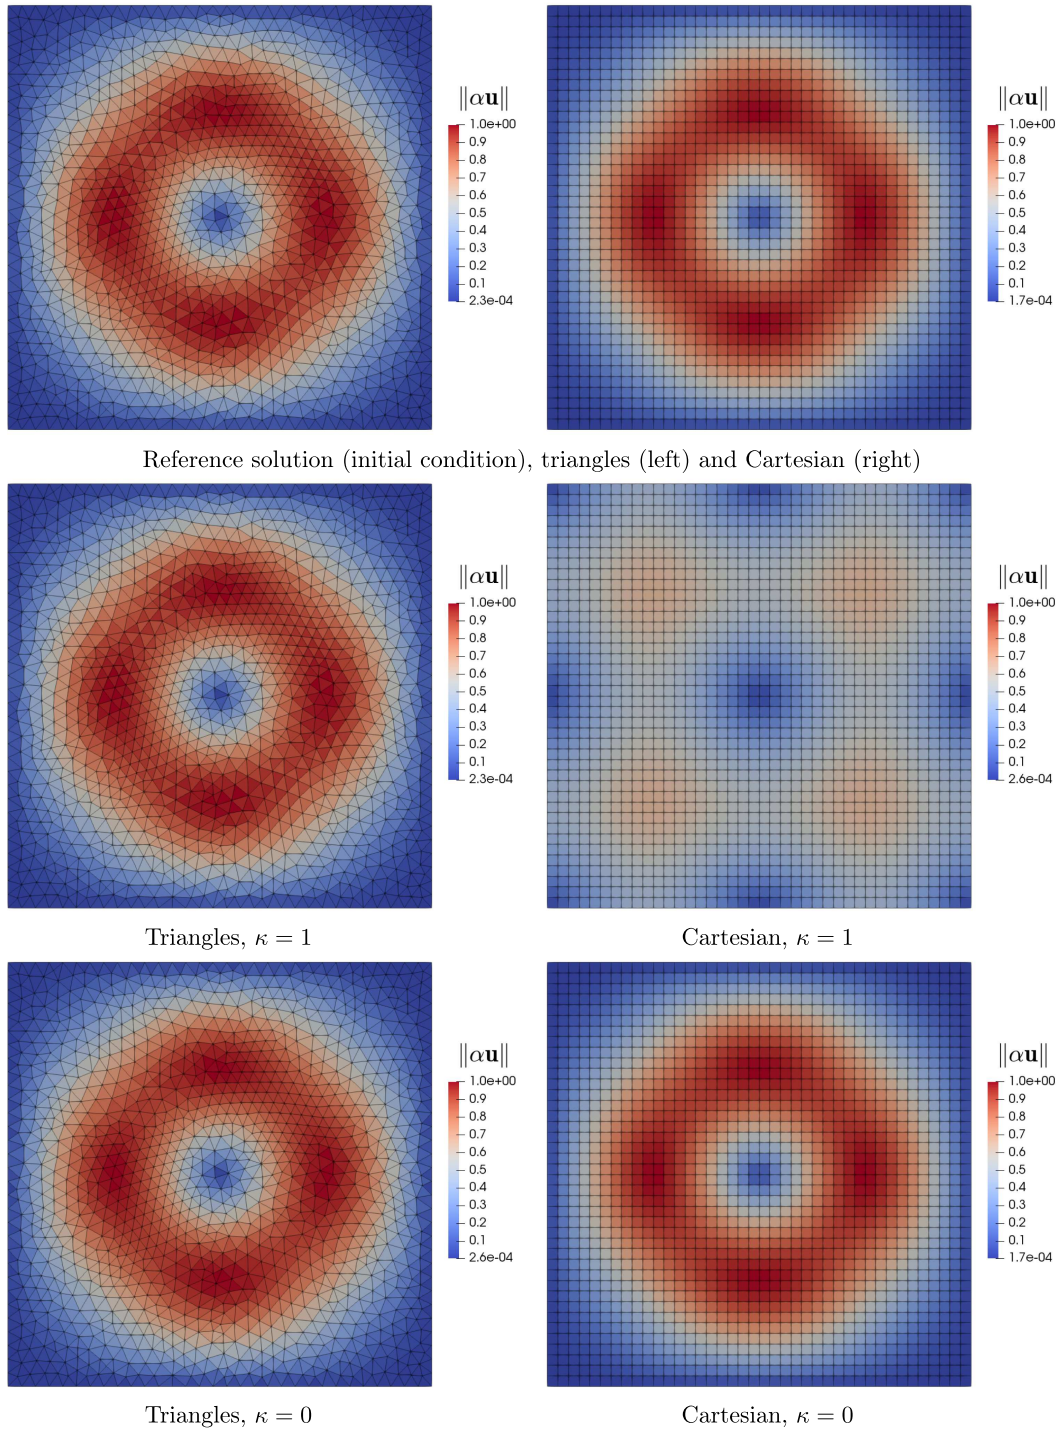 ‖αu‖
1.0e+00
0.9
0.8
0.7
0.6
0.5
0.4
0.3
0.2
0.1
2.3e-04
‖αu‖
1.0e+00
0.9
0.8
0.7
0.6
0.5
0.4
0.3
0.2
0.1
1.7e-04
Reference solution (initial condition), triangles (left) and Cartesian (right)
‖αu‖
1.0e+00
0.9
0.8
0.7
0.6
0.5
0.4
0.3
0.2
0.1
2.3e-04
‖αu‖
1.0e+00
0.9
0.8
0.7
0.6
0.5
0.4
0.3
0.2
0.1
2.6e-04
Triangles, κ = 1
Cartesian, κ = 1
‖αu‖
1.0e+00
0.9
0.8
0.7
0.6
0.5
0.4
0.3
0.2
0.1
2.6e-04
‖αu‖
1.0e+00
0.9
0.8
0.7
0.6
0.5
0.4
0.3
0.2
0.1
1.7e-04
Triangles, κ = 0
Cartesian, κ = 0